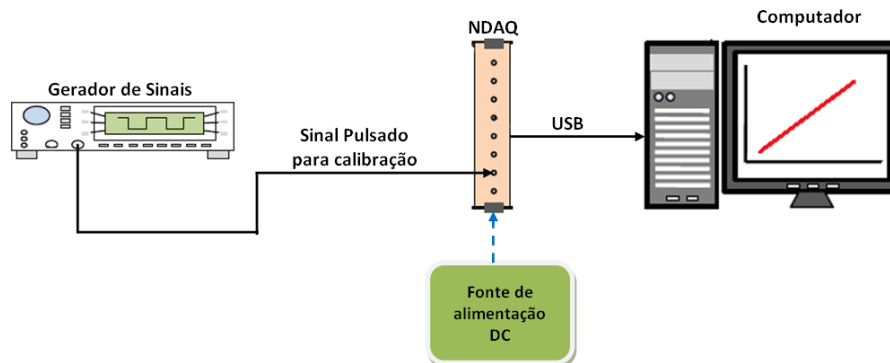 Computador
NDAQ
Gerador de Sinais
Sinal Pulsado
para calibração
USB
Fonte de
alimentação
DC